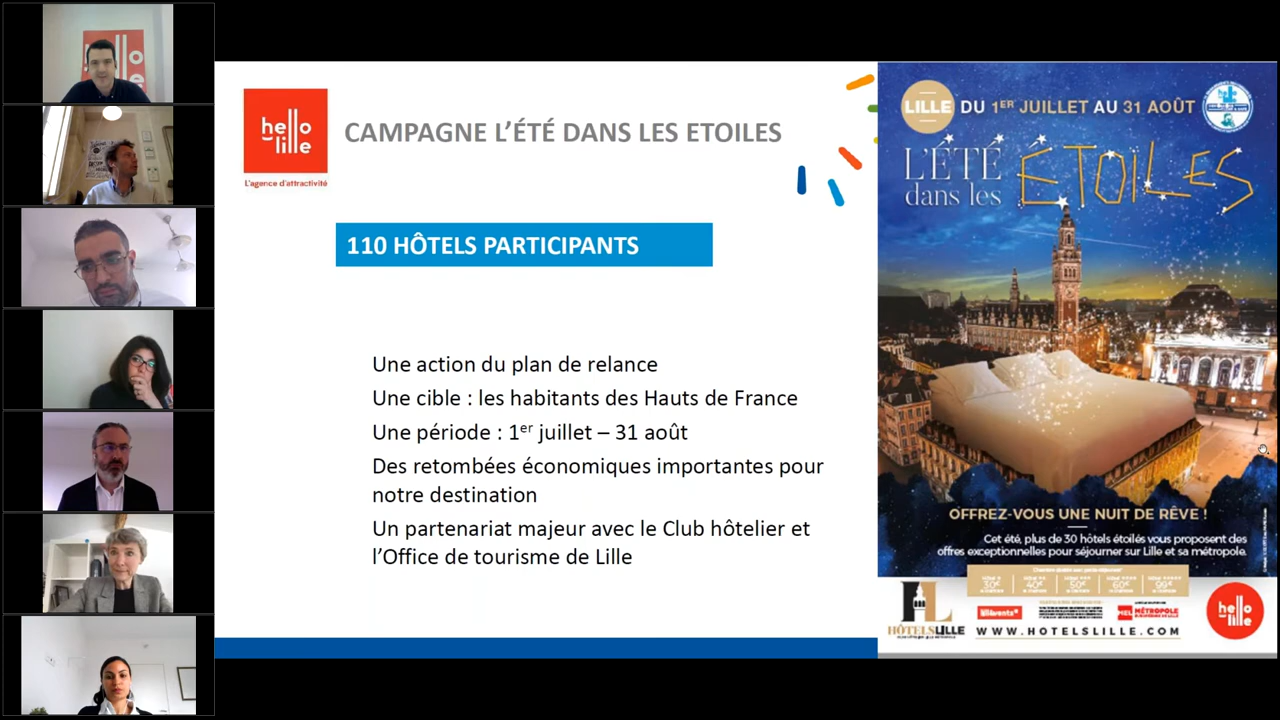 hello
lille
L'agence d'attractivité
CAMPAGNE L'ÉTÉ DANS LES ETOILES
110 HÔTELS PARTICIPANTS
Une action du plan de relance
Une cible : les habitants des Hauts de France
Une période : 1er juillet – 31 août
Des retombées économiques importantes pour
notre destination
Un partenariat majeur avec le Club hôtelier et
l'Office de tourisme de Lille
LILLE DU 1ER JUILLET AU 31 AOÛT
L'ÉTÉ
dans les ÉTOILES
OFFREZ-VOUS UNE NUIT DE RÊVE !
Cet été, plus de 30 hôtels étoilés vous proposent des
offres exceptionnelles pour séjourner sur Lille et sa métropole.
30€ 40€ 50€ 60€ 99€
HÔTELS LILLE
MEL MÉTROPOLE
WWW.HOTELSLILLE.COM
hello
lille